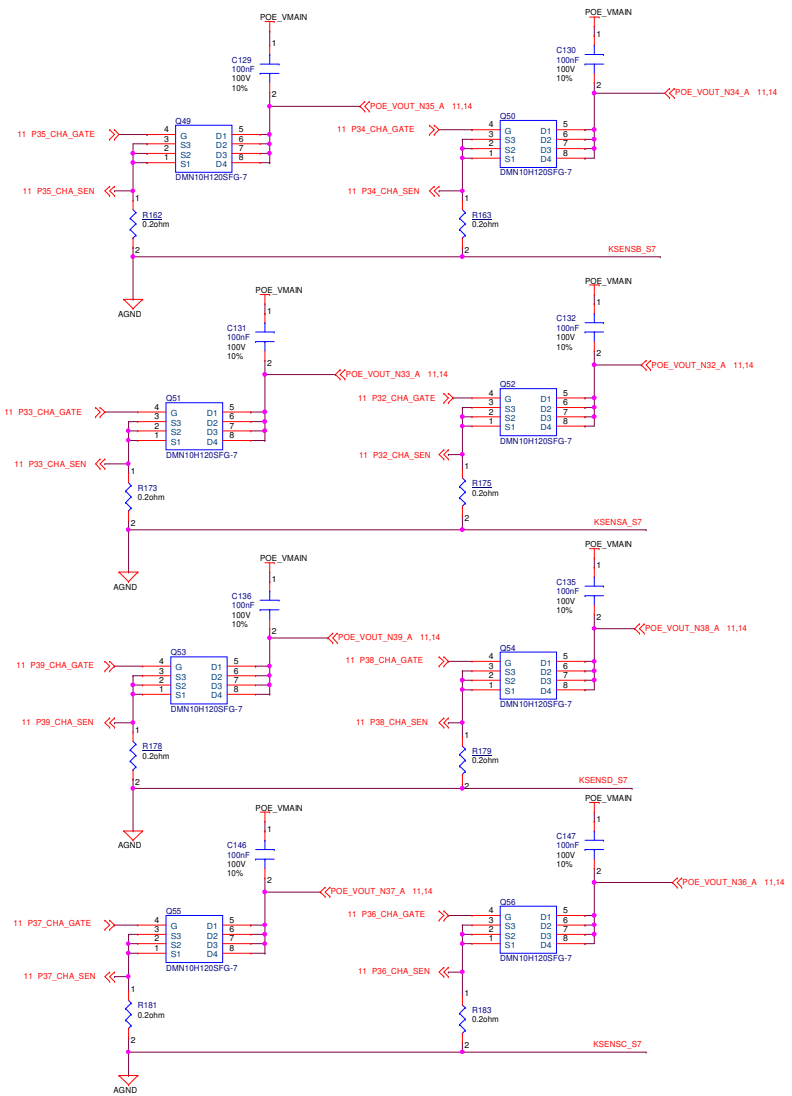 POE_VMAIN
1
C129
100nF
100V
10%
2
POE_VOUT_N35_A 11,14
Q49
11 P35_CHA_GATE
4 G D1 5
3 S3 D2 6
2 S2 D3 7
1 S1 D4 8
DMN10H120SFG-7
11 P35_CHA_SEN
1
R162
0.2ohm
2
AGND
POE_VMAIN
1
C130
100nF
100V
10%
2
POE_VOUT_N34_A 11,14
Q50
11 P34_CHA_GATE
4 G D1 5
3 S3 D2 6
2 S2 D3 7
1 S1 D4 8
DMN10H120SFG-7
11 P34_CHA_SEN
1
R163
0.2ohm
2
KSENSB_S7
POE_VMAIN
1
C131
100nF
100V
10%
2
POE_VOUT_N33_A 11,14
Q51
11 P33_CHA_GATE
4 G D1 5
3 S3 D2 6
2 S2 D3 7
1 S1 D4 8
DMN10H120SFG-7
11 P33_CHA_SEN
1
R173
0.2ohm
2
AGND
POE_VMAIN
1
C132
100nF
100V
10%
2
POE_VOUT_N32_A 11,14
Q52
11 P32_CHA_GATE
4 G D1 5
3 S3 D2 6
2 S2 D3 7
1 S1 D4 8
DMN10H120SFG-7
11 P32_CHA_SEN
1
R175
0.2ohm
2
KSENSA_S7
POE_VMAIN
1
C136
100nF
100V
10%
2
POE_VOUT_N39_A 11,14
Q53
11 P39_CHA_GATE
4 G D1 5
3 S3 D2 6
2 S2 D3 7
1 S1 D4 8
DMN10H120SFG-7
11 P39_CHA_SEN
1
R178
0.2ohm
2
AGND
POE_VMAIN
1
C135
100nF
100V
10%
2
POE_VOUT_N38_A 11,14
Q54
11 P38_CHA_GATE
4 G D1 5
3 S3 D2 6
2 S2 D3 7
1 S1 D4 8
DMN10H120SFG-7
11 P38_CHA_SEN
1
R179
0.2ohm
2
KSENSD_S7
POE_VMAIN
1
C146
100nF
100V
10%
2
POE_VOUT_N37_A 11,14
Q55
11 P37_CHA_GATE
4 G D1 5
3 S3 D2 6
2 S2 D3 7
1 S1 D4 8
DMN10H120SFG-7
11 P37_CHA_SEN
1
R181
0.2ohm
2
AGND
POE_VMAIN
1
C147
100nF
100V
10%
2
POE_VOUT_N36_A 11,14
Q56
11 P36_CHA_GATE
4 G D1 5
3 S3 D2 6
2 S2 D3 7
1 S1 D4 8
DMN10H120SFG-7
11 P36_CHA_SEN
1
R183
0.2ohm
2
KSENSC_S7